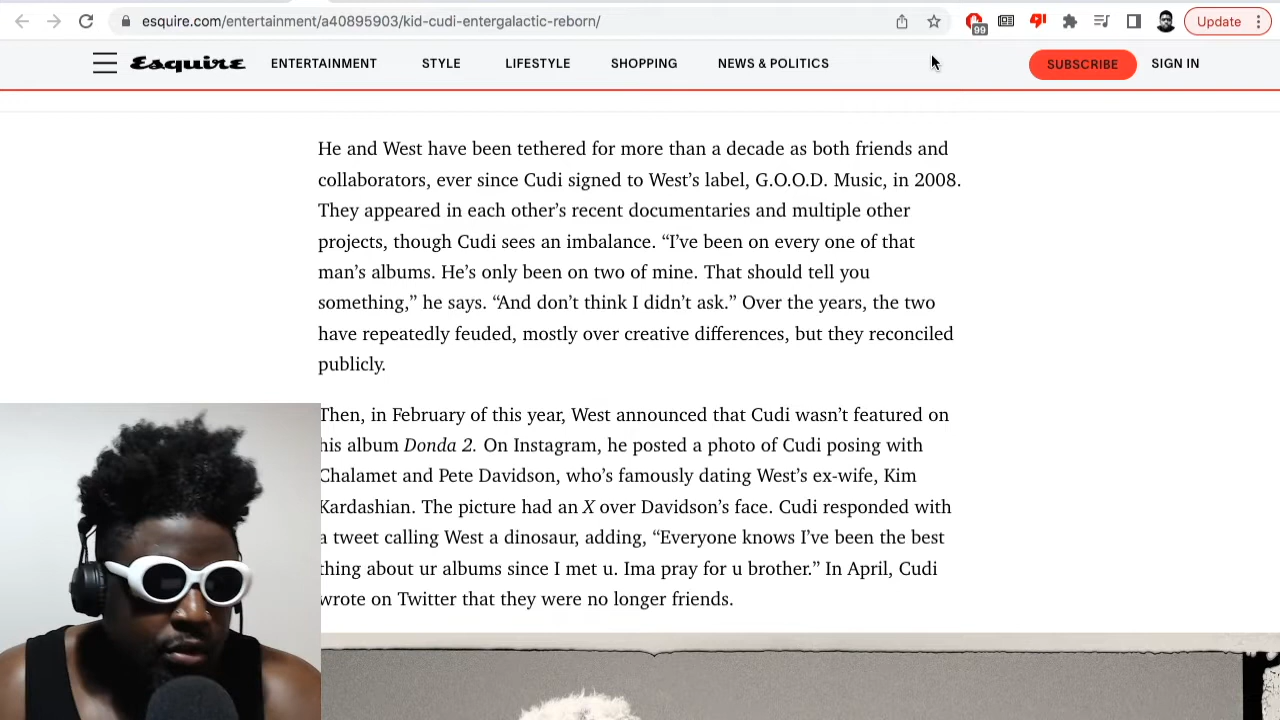 esquire.com/entertainment/a40895903/kid-cudi-entergalactic-reborn/
99
Update
Esquire
ENTERTAINMENT
STYLE
LIFESTYLE
SHOPPING
NEWS & POLITICS
SUBSCRIBE
SIGN IN
He and West have been tethered for more than a decade as both friends and
collaborators, ever since Cudi signed to West’s label, G.O.O.D. Music, in 2008.
They appeared in each other’s recent documentaries and multiple other
projects, though Cudi sees an imbalance. “I’ve been on every one of that
man’s albums. He’s only been on two of mine. That should tell you
something,” he says. “And don’t think I didn’t ask.” Over the years, the two
have repeatedly feuded, mostly over creative differences, but they reconciled
publicly.
Then, in February of this year, West announced that Cudi wasn’t featured on
his album Donda 2. On Instagram, he posted a photo of Cudi posing with
Chalamet and Pete Davidson, who’s famously dating West’s ex-wife, Kim
Kardashian. The picture had an X over Davidson’s face. Cudi responded with
a tweet calling West a dinosaur, adding, “Everyone knows I’ve been the best
thing about ur albums since I met u. Ima pray for u brother.” In April, Cudi
wrote on Twitter that they were no longer friends.